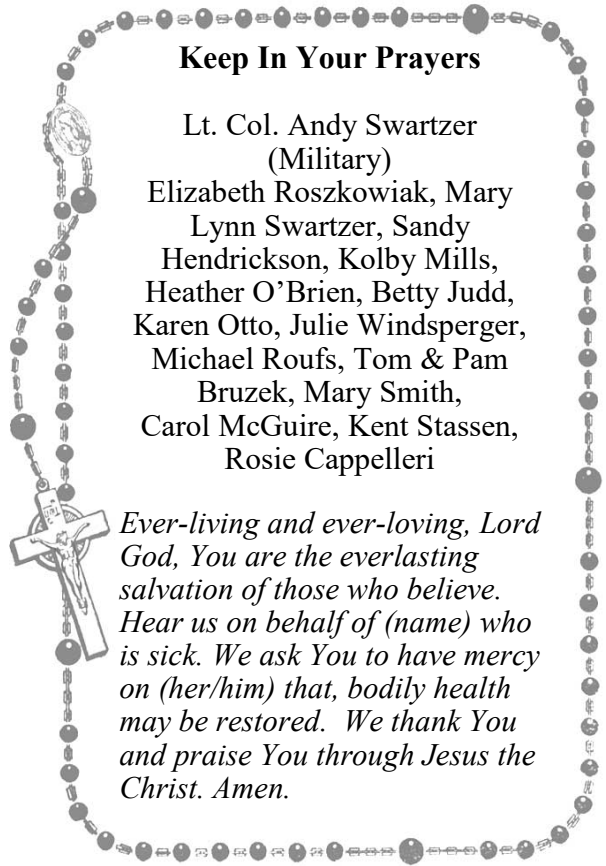 Keep In Your Prayers
Lt. Col. Andy Swartzer
(Military)
Elizabeth Roszkowiak, Mary
Lynn Swartzer, Sandy
Hendrickson, Kolby Mills,
Heather O’Brien, Betty Judd,
Karen Otto, Julie Windsperger,
Michael Roufs, Tom & Pam
Bruzek, Mary Smith,
Carol McGuire, Kent Stassen,
Rosie Cappelleri
Ever-living and ever-loving, Lord
God, You are the everlasting
salvation of those who believe.
Hear us on behalf of (name) who
is sick. We ask You to have mercy
on (her/him) that, bodily health
may be restored.  We thank You
and praise You through Jesus the
Christ. Amen.